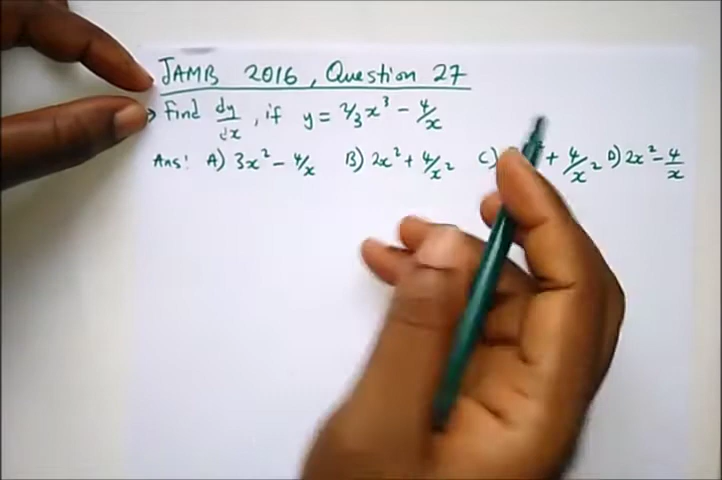 JAMB 2016, Question 27
Find dy/dx, if y = 2/3x³ - 4/x
Ans: A) 3x² - 4/x B) 2x² + 4/x² C) + 4/x² D) 2x² - 4/x